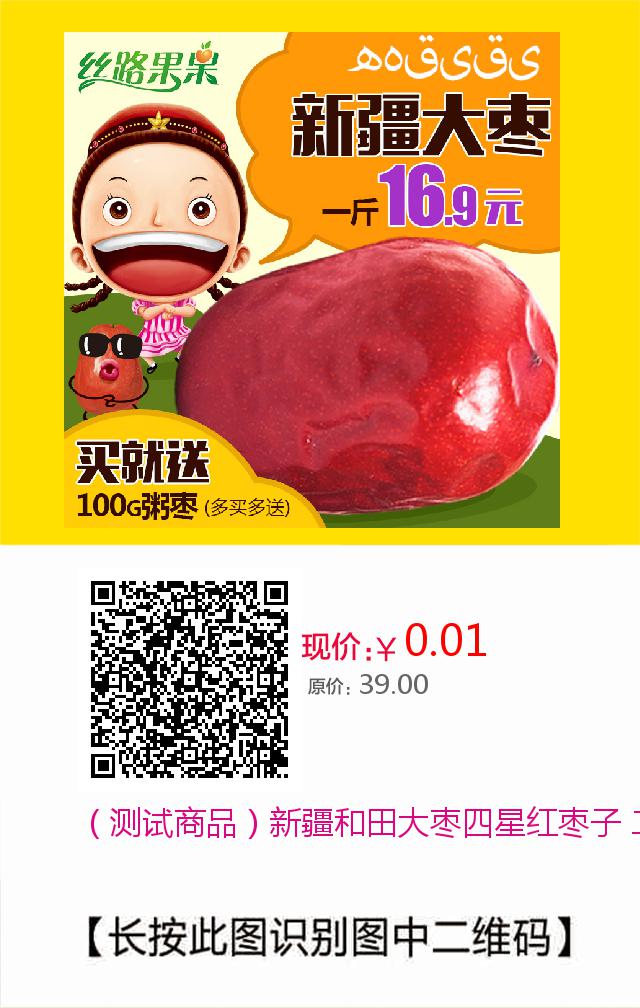 丝路果果
ى ق ى ق ه ھ
新疆大枣
一斤16.9元
买就送
100G粥枣(多买多送)
现价:￥0.01
原价: 39.00
(测试商品)新疆和田大枣四星红枣子
【长按此图识别图中二维码】